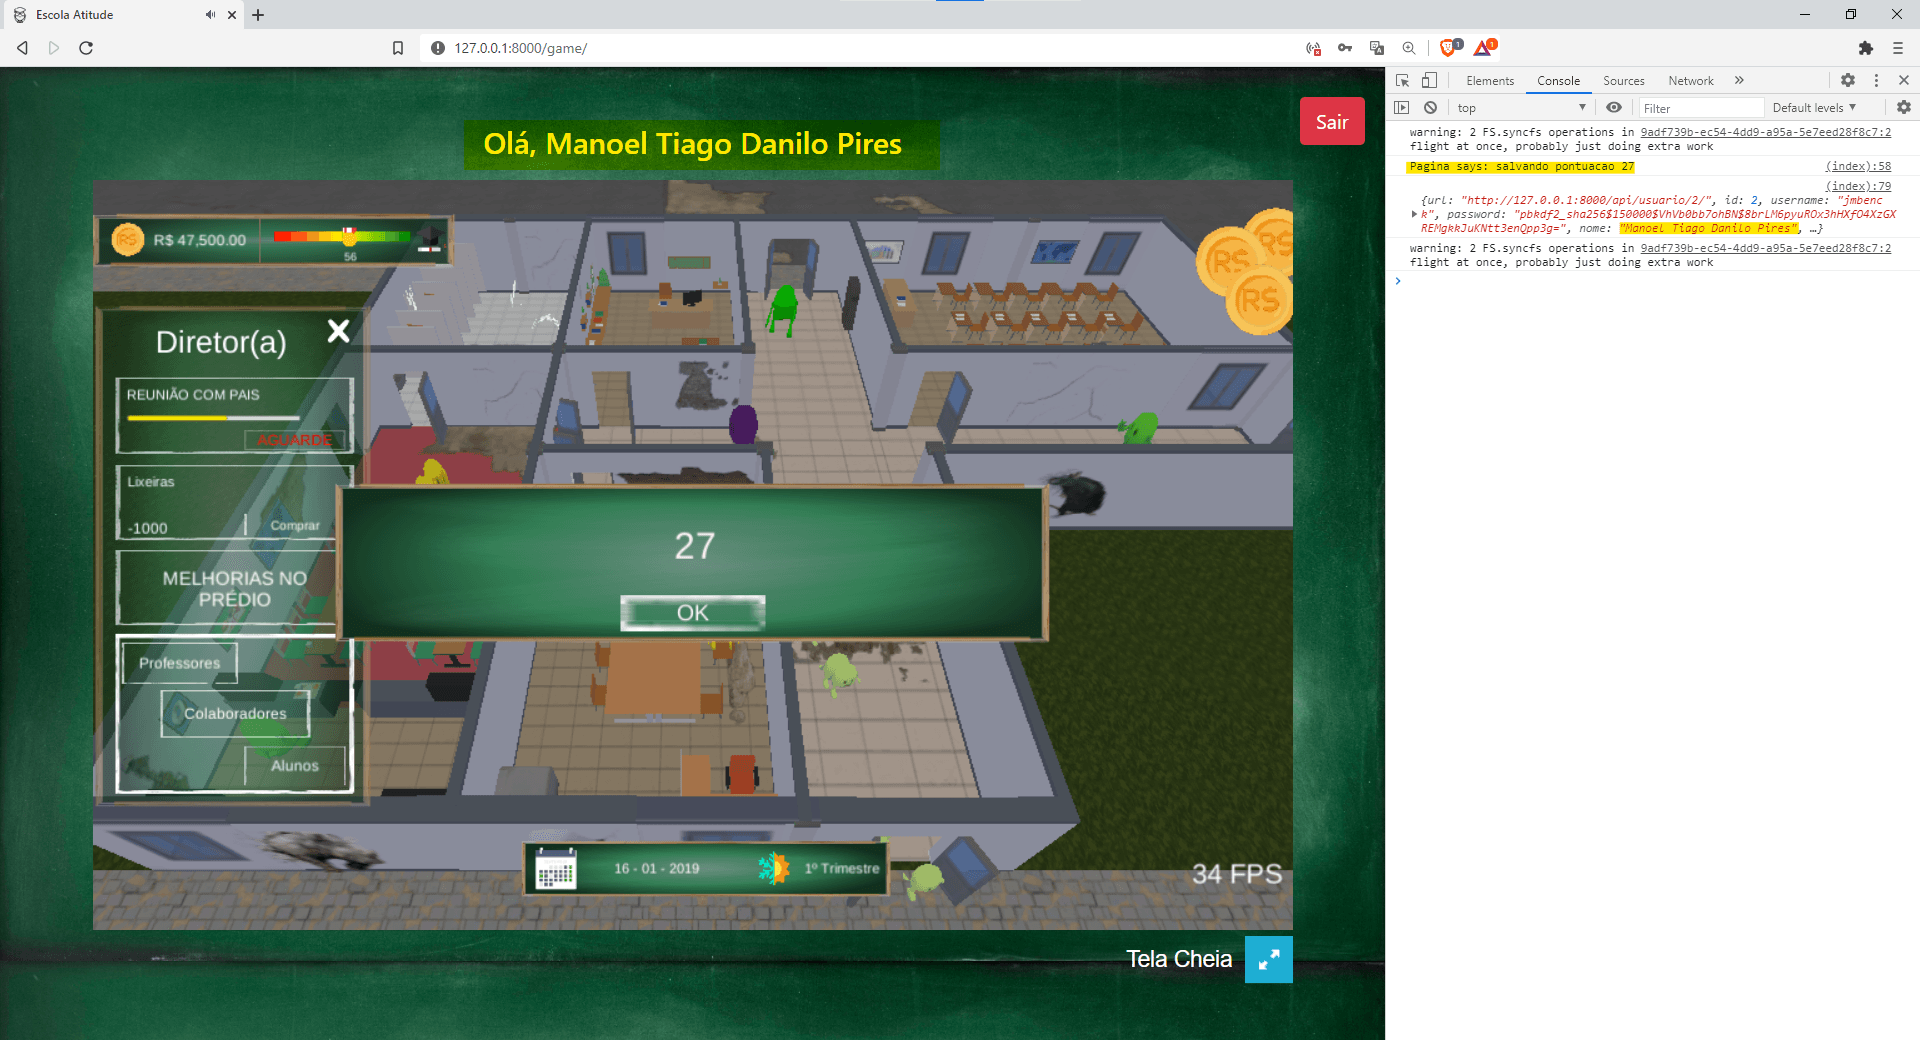 Escola Atitude
127.0.0.1:8000/game/
1
1
Olá, Manoel Tiago Danilo Pires
Sair
R$
R$ 47,500.00
56
R$
R$
R$
Diretor(a)
X
REUNIÃO COM PAIS
AGUARDE
Lixeiras
-1000
Comprar
MELHORIAS NO
PRÉDIO
Professores
Colaboradores
Alunos
27
OK
16 - 01 - 2019
1º Trimestre
34 FPS
Tela Cheia
Elements
Console
Sources
Network
top
Filter
Default levels
warning: 2 FS.syncfs operations in 9adf739b-ec54-4dd9-a95a-5e7eed28f8c7:2
flight at once, probably just doing extra work
Pagina says: salvando pontuacao 27 (index):58
(index):79
{url: "http://127.0.0.1:8000/api/usuario/2/", id: 2, username: "jmbenc
k", password: "pbkdf2_sha256$150000$VhVb0bb7ohBN$8brLM6pyuROx3hHXfO4XzGX
REMgkkJuKNtt3enQpp3g=", nome: "Manoel Tiago Danilo Pires", …}
warning: 2 FS.syncfs operations in 9adf739b-ec54-4dd9-a95a-5e7eed28f8c7:2
flight at once, probably just doing extra work